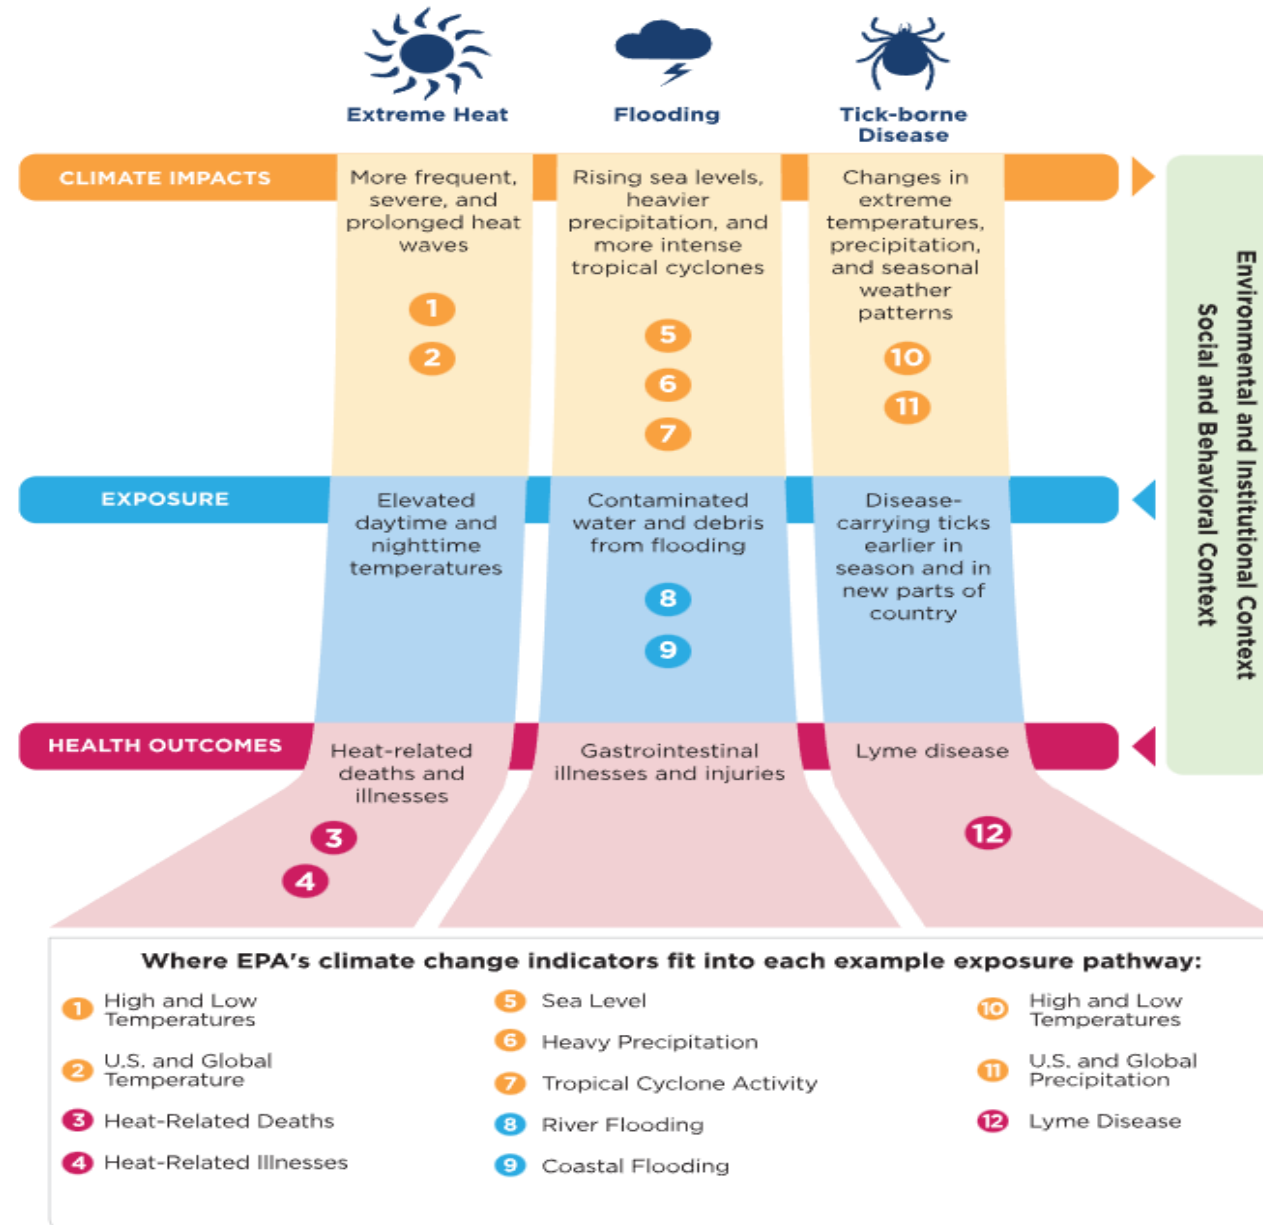 Extreme Heat
Flooding
Tick-borne
Disease
CLIMATE IMPACTS
More frequent,
severe, and
prolonged heat
waves
1
2
Rising sea levels,
heavier
precipitation, and
more intense
tropical cyclones
5
6
7
Changes in
extreme
temperatures,
precipitation,
and seasonal
weather
patterns
10
11
EXPOSURE
Elevated
daytime and
nighttime
temperatures
Contaminated
water and debris
from flooding
8
9
Disease-
carrying ticks
earlier in
season and in
new parts of
country
HEALTH OUTCOMES
Heat-related
deaths and
illnesses
3
4
Gastrointestinal
illnesses and injuries
Lyme disease
12
Environmental and Institutional Context
Social and Behavioral Context
Where EPA's climate change indicators fit into each example exposure pathway:
1 High and Low
Temperatures
2 U.S. and Global
Temperature
3 Heat-Related Deaths
4 Heat-Related Illnesses
5 Sea Level
6 Heavy Precipitation
7 Tropical Cyclone Activity
8 River Flooding
9 Coastal Flooding
10 High and Low
Temperatures
11 U.S. and Global
Precipitation
12 Lyme Disease